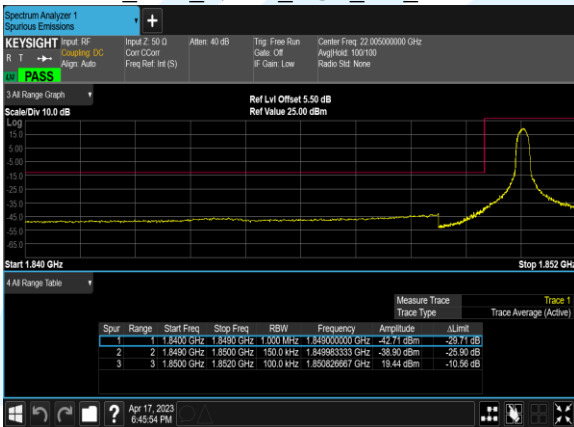 Spectrum Analyzer 1
Spurious Emissions
+
KEYSIGHT Input: RF Input Z: 50 Ω Atten: 40 dB Trig: Free Run Center Freq: 22.005000000 GHz
R T Coupling: DC Corr CCorr Gate: Off Avg|Hold: 100/100
Align: Auto Freq Ref: Int (S) IF Gain: Low Radio Std: None
PASS
3 All Range Graph
Ref Lvl Offset 5.50 dB
Scale/Div 10.0 dB Ref Value 25.00 dBm
Log
15.0
5.00
-5.00
-15.0
-25.0
-35.0
-45.0
-55.0
-65.0
Start 1.840 GHz Stop 1.852 GHz
4 All Range Table
Measure Trace Trace 1
Trace Type Trace Average (Active)
Spur Range Start Freq Stop Freq RBW Frequency Amplitude ΔLimit
1 1 1.8400 GHz 1.8490 GHz 1.000 MHz 1.849000000 GHz -42.71 dBm -29.71 dB
2 2 1.8490 GHz 1.8500 GHz 150.0 kHz 1.849983333 GHz -38.90 dBm -25.90 dB
3 3 1.8500 GHz 1.8520 GHz 100.0 kHz 1.850826667 GHz 19.44 dBm -10.56 dB
? Apr 17, 2023
6:45:54 PM